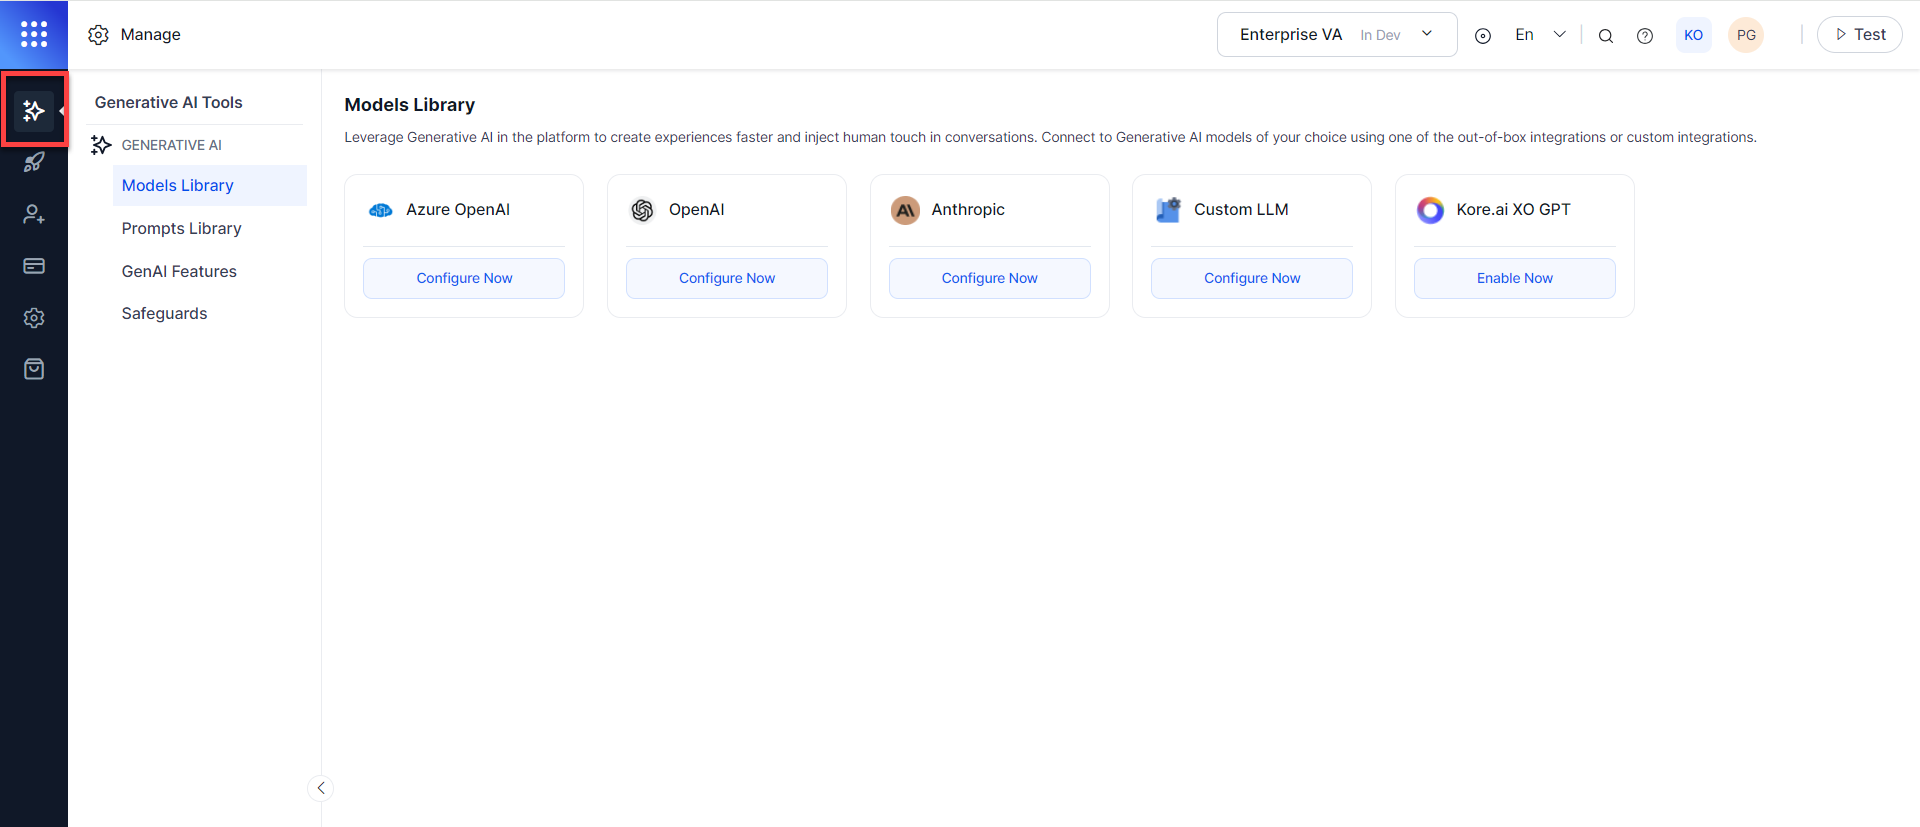 Manage
Enterprise VA In Dev
En
KO
PG
Test
Generative AI Tools
GENERATIVE AI
Models Library
Prompts Library
GenAI Features
Safeguards
Models Library
Leverage Generative AI in the platform to create experiences faster and inject human touch in conversations. Connect to Generative AI models of your choice using one of the out-of-box integrations or custom integrations.
Azure OpenAI
Configure Now
OpenAI
Configure Now
Anthropic
Configure Now
Custom LLM
Configure Now
Kore.ai XO GPT
Enable Now